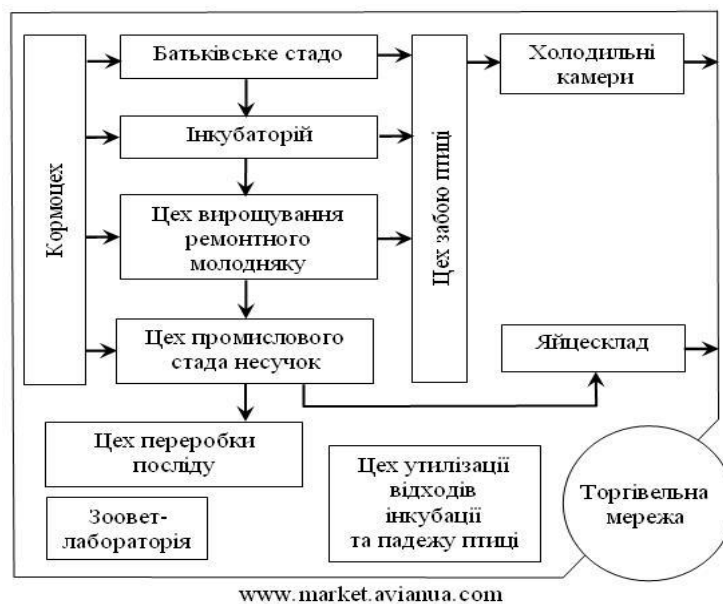 Кормоцех
Батьківське стадо
Інкубаторій
Цех вирощування
ремонтного
молодняку
Цех промислового
стада несучок
Цех забою птиці
Холодильні
камери
Яйцесклад
Цех переробки
посліду
Зоовет-
лабораторія
Цех утилізації
відходів
інкубації
та падежу птиці
Торгівельна
мережа
www.market.avianua.com